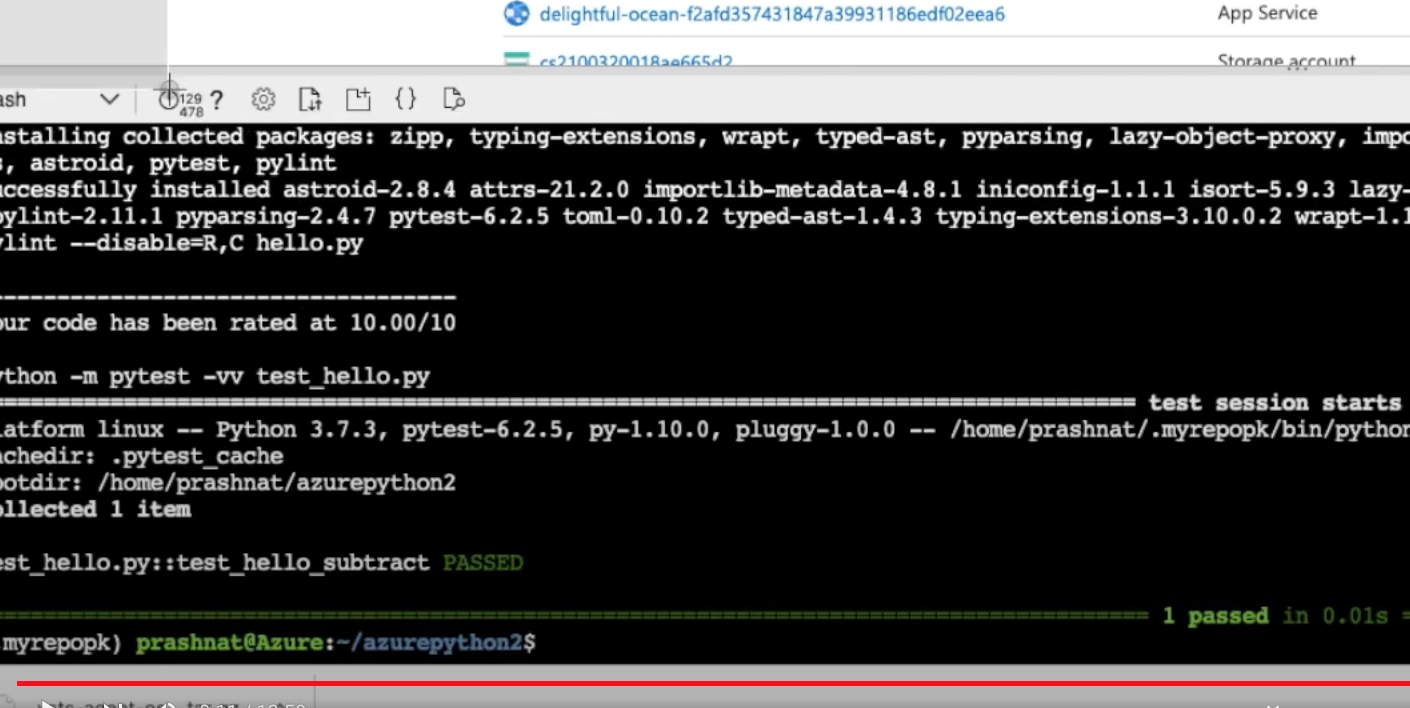 delightful-ocean-f2afd357431847a39931186edf02eea6 App Service
cs2100320018ae665d2 Storage account
ash 129 478 ?
nstalling collected packages: zipp, typing-extensions, wrapt, typed-ast, pyparsing, lazy-object-proxy, impo
s, astroid, pytest, pylint
uccessfully installed astroid-2.8.4 attrs-21.2.0 importlib-metadata-4.8.1 iniconfig-1.1.1 isort-5.9.3 lazy-
pylint-2.11.1 pyparsing-2.4.7 pytest-6.2.5 toml-0.10.2 typed-ast-1.4.3 typing-extensions-3.10.0.2 wrapt-1.1
ylint --disable=R,C hello.py
----------------------------------
our code has been rated at 10.00/10
ython -m pytest -vv test_hello.py
===================================================================================== test session starts
latform linux -- Python 3.7.3, pytest-6.2.5, py-1.10.0, pluggy-1.0.0 -- /home/prashnat/.myrepopk/bin/python
achedir: .pytest_cache
ootdir: /home/prashnat/azurepython2
ollected 1 item
est_hello.py::test_hello_subtract PASSED
====================================================================================== 1 passed in 0.01s =
.myrepopk) prashnat@Azure:~/azurepython2$